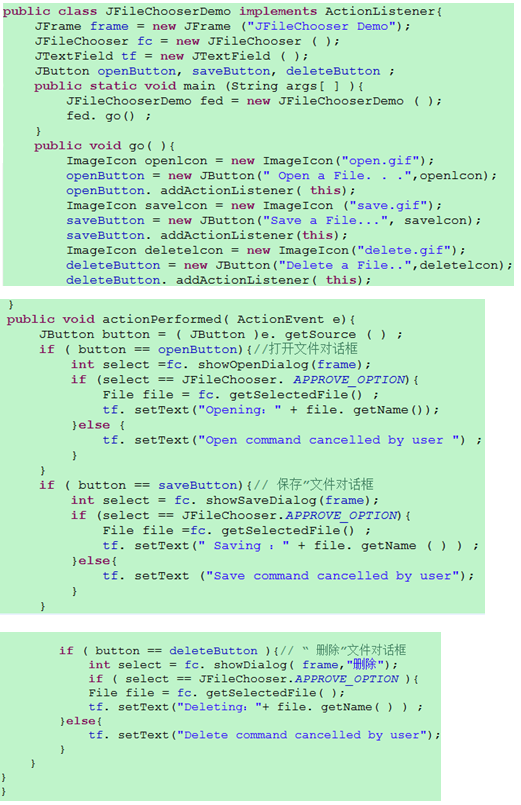 public class JFileChooserDemo implements ActionListener{
JFrame frame = new JFrame ("JFileChooser Demo");
JFileChooser fc = new JFileChooser ( );
JTextField tf = new JTextField ( );
JButton openButton, saveButton, deleteButton ;
public static void main (String args[ ] ){
JFileChooserDemo fed = new JFileChooserDemo ( );
fed. go() ;
}
public void go( ){
ImageIcon openlcon = new ImageIcon("open.gif");
openButton = new JButton(" Open a File. . .",openlcon);
openButton. addActionListener( this);
ImageIcon savelcon = new ImageIcon ("save.gif");
saveButton = new JButton("Save a File...", savelcon);
saveButton. addActionListener(this);
ImageIcon deletelcon = new ImageIcon("delete.gif");
deleteButton = new JButton("Delete a File..",deletelcon);
deleteButton. addActionListener( this);
}
public void actionPerformed( ActionEvent e){
JButton button = ( JButton )e. getSource ( ) ;
if ( button == openButton){//打开文件对话框
int select =fc. showOpenDialog(frame);
if (select == JFileChooser. APPROVE_OPTION){
File file = fc. getSelectedFile() ;
tf. setText("Opening：" + file. getName());
}else {
tf. setText("Open command cancelled by user ") ;
}
}
if ( button == saveButton){// 保存”文件对话框
int select = fc. showSaveDialog(frame);
if (select == JFileChooser.APPROVE_OPTION){
File file =fc. getSelectedFile() ;
tf. setText(" Saving ：" + file. getName ( ) ) ;
}else{
tf. setText ("Save command cancelled by user");
}
}
if ( button == deleteButton ){// “ 删除”文件对话框
int select = fc. showDialog( frame,"删除");
if ( select == JFileChooser.APPROVE_OPTION ){
File file = fc. getSelectedFile( );
tf. setText("Deleting："+ file. getName( ) ) ;
}else{
tf. setText("Delete command cancelled by user");
}
}
}
}